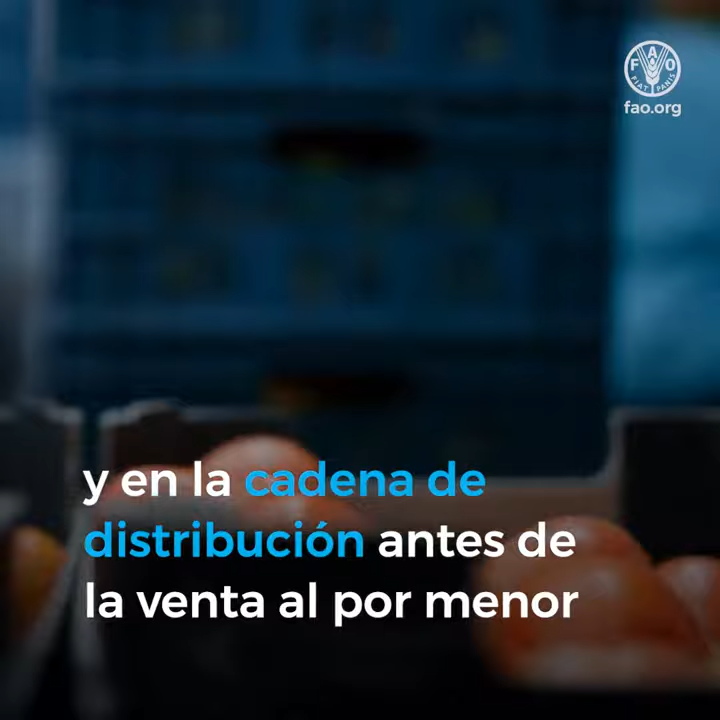 FAO
FIAT PANIS
fao.org
y en la cadena de
distribución antes de
la venta al por menor